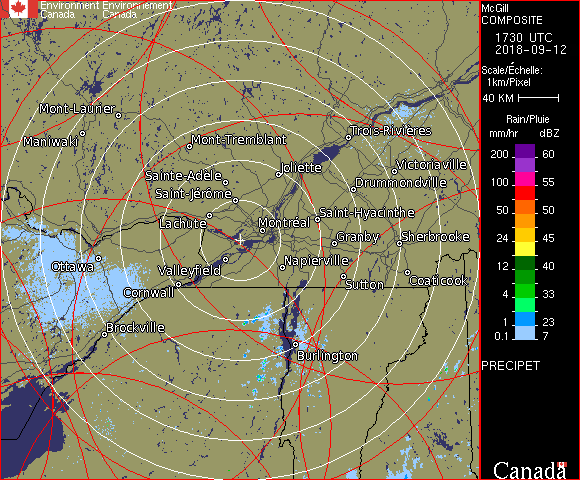 Environment Environnement
Canada Canada
McGill
COMPOSITE
1730 UTC
2018-09-12
Scale/Échelle:
1km/Pixel
40 KM
Rain/Pluie
mm/hr dBZ
200 60
100 55
50 50
24 45
12 40
4 33
1 23
0.1 7
PRECIPET
Canada
Mont-Laurier
Maniwaki
Mont-Tremblant
Trois-Rivières
Joliette
Victoriaville
Sainte-Adèle
Drummondville
Saint-Jérôme
Lachute
Montréal
Saint-Hyacinthe
Granby
Sherbrooke
Ottawa
Valleyfield
Napierville
Cornwall
Sutton
Coaticook
Brockville
Burlington